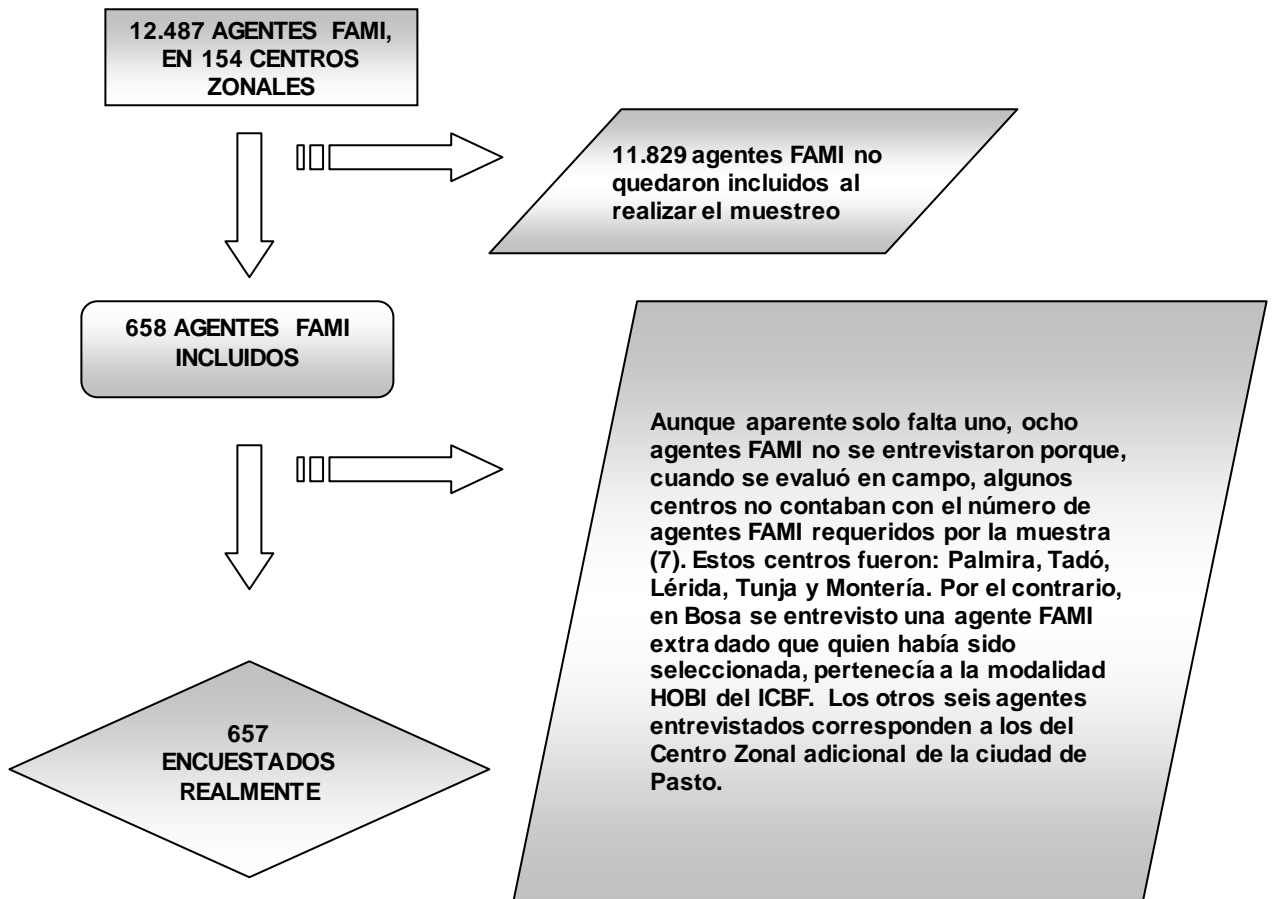 12.487 AGENTES FAMI,
EN 154 CENTROS
ZONALES
11.829 agentes FAMI no
quedaron incluidos al
realizar el muestreo
658 AGENTES FAMI
INCLUIDOS
Aunque aparente solo falta uno, ocho
agentes FAMI no se entrevistaron porque,
cuando se evaluó en campo, algunos
centros no contaban con el número de
agentes FAMI requeridos por la muestra
(7). Estos centros fueron: Palmira, Tadó,
Lérida, Tunja y Montería. Por el contrario,
en Bosa se entrevisto una agente FAMI
extra dado que quien había sido
seleccionada, pertenecía a la modalidad
HOBI del ICBF. Los otros seis agentes
entrevistados corresponden a los del
Centro Zonal adicional de la ciudad de
Pasto.
657
ENCUESTADOS
REALMENTE